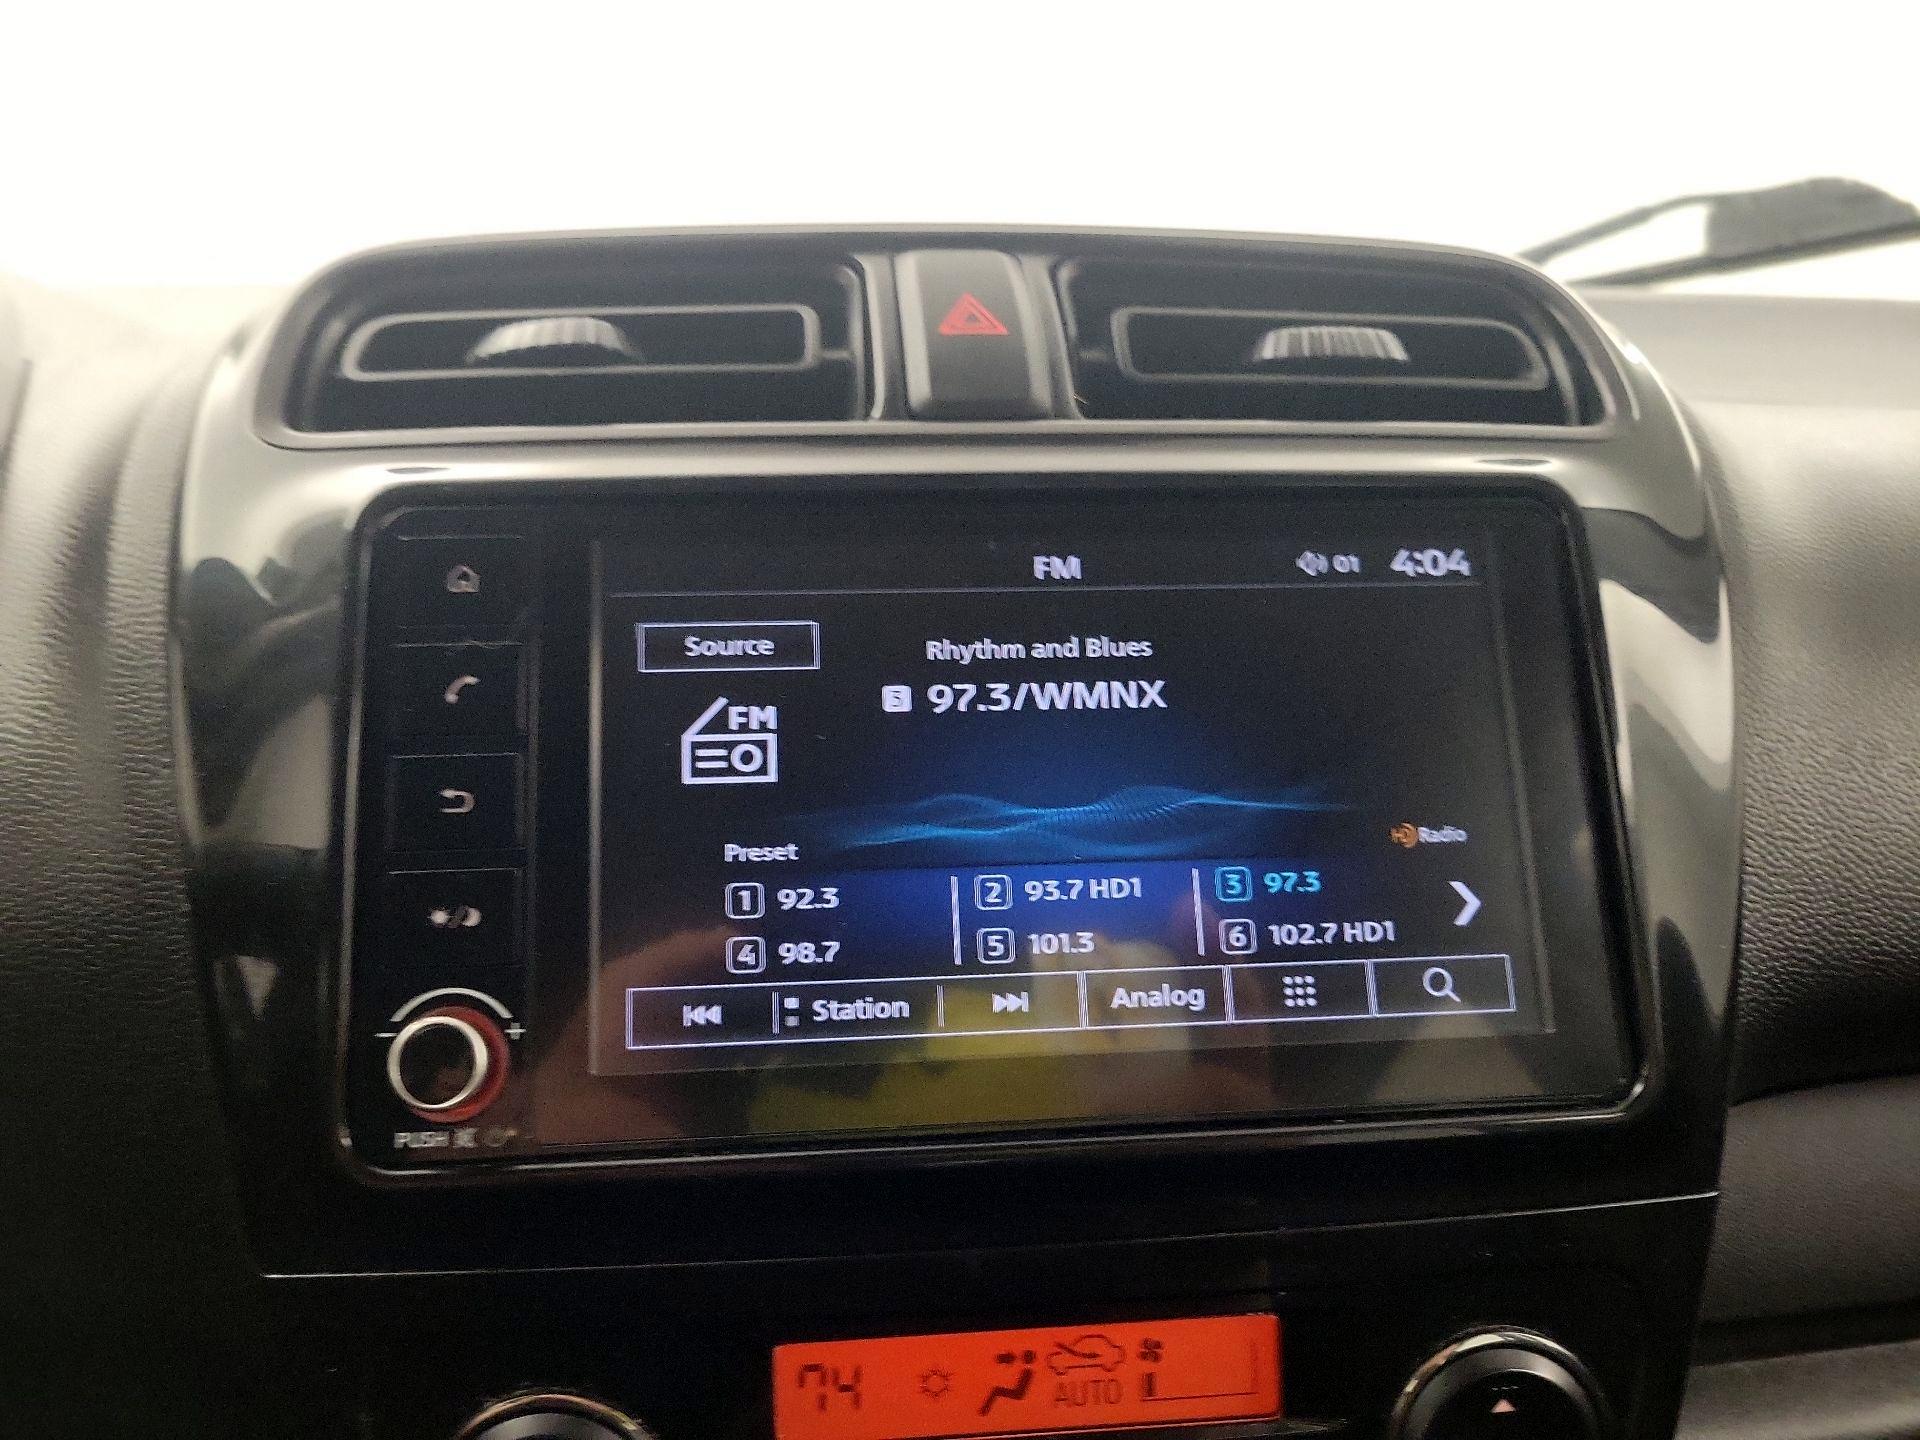 FM 01 4:04
Source
Rhythm and Blues
97.3/WMNX
FM
HD Radio
Preset
1 92.3 2 93.7 HD1 3 97.3
4 98.7 5 101.3 6 102.7 HD1
Station Analog
- +
PUSH
74 AUTO